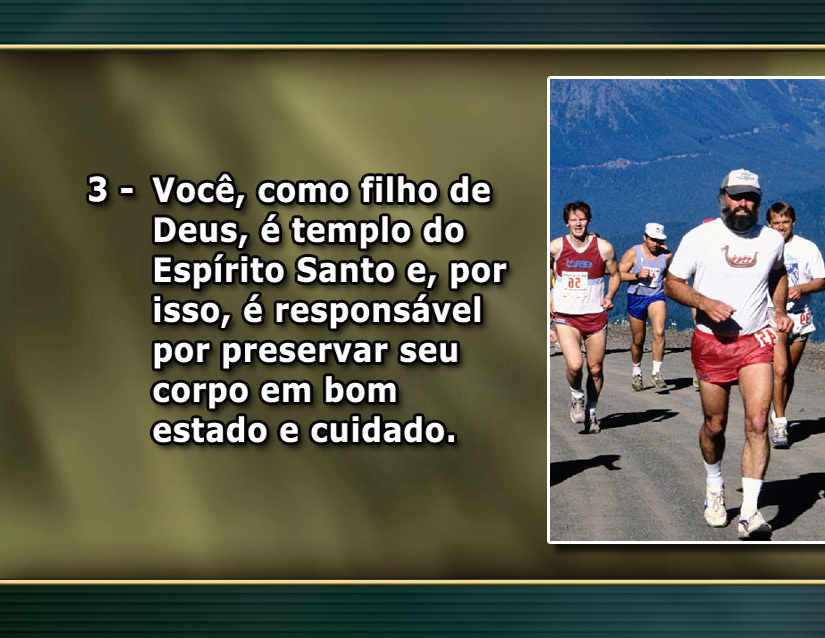 3 - Você, como filho de
Deus, é templo do
Espírito Santo e, por
isso, é responsável
por preservar seu
corpo em bom
estado e cuidado.